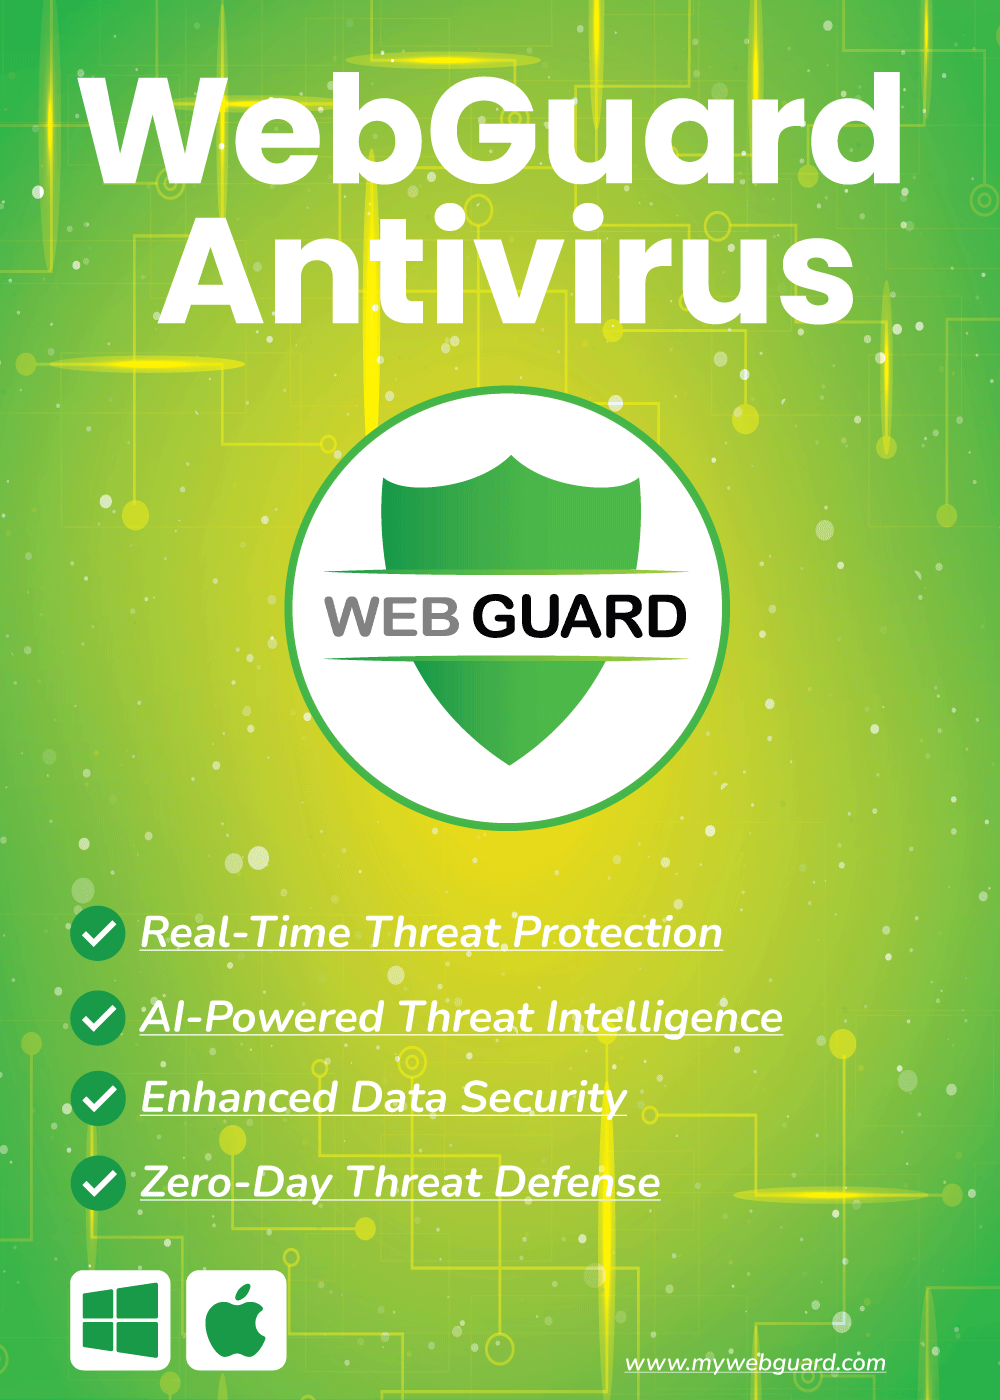 WebGuard
Antivirus
WEB GUARD
Real-Time Threat Protection
AI-Powered Threat Intelligence
Enhanced Data Security
Zero-Day Threat Defense
www.mywebguard.com